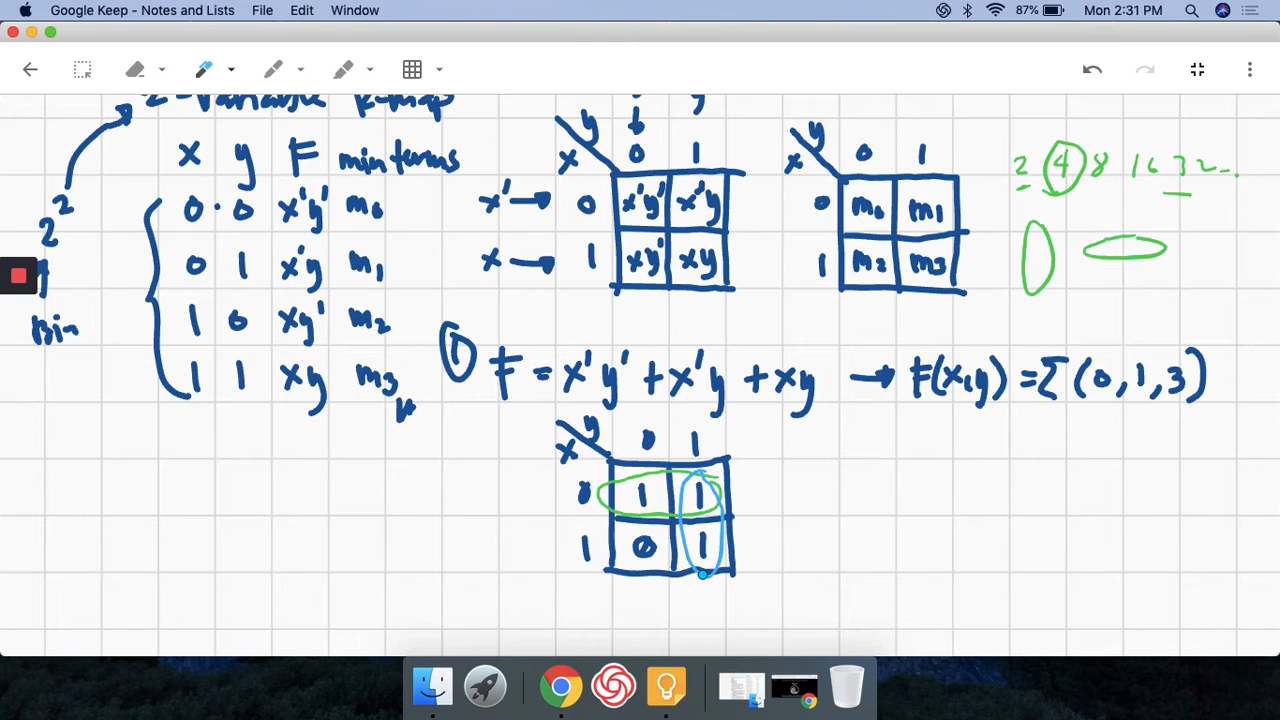 Google Keep - Notes and Lists File Edit Window 87% Mon 2:31 PM
2-Variable K-map
y
y
x 0 1
x 0 1
2 4 8 16 32 ...
x y F minterms
2²
0 0 x'y' m₀
x' → 0 x'y' x'y
0 m₀ m₁
0 1 x'y m₁
x → 1 xy' xy
1 m₂ m₃
Bin
1 0 xy' m₂
1 1 xy m₃
① F = x'y' + x'y + xy → F(x,y) = Σ(0,1,3)
y
x 0 1
0 1 1
1 0 1